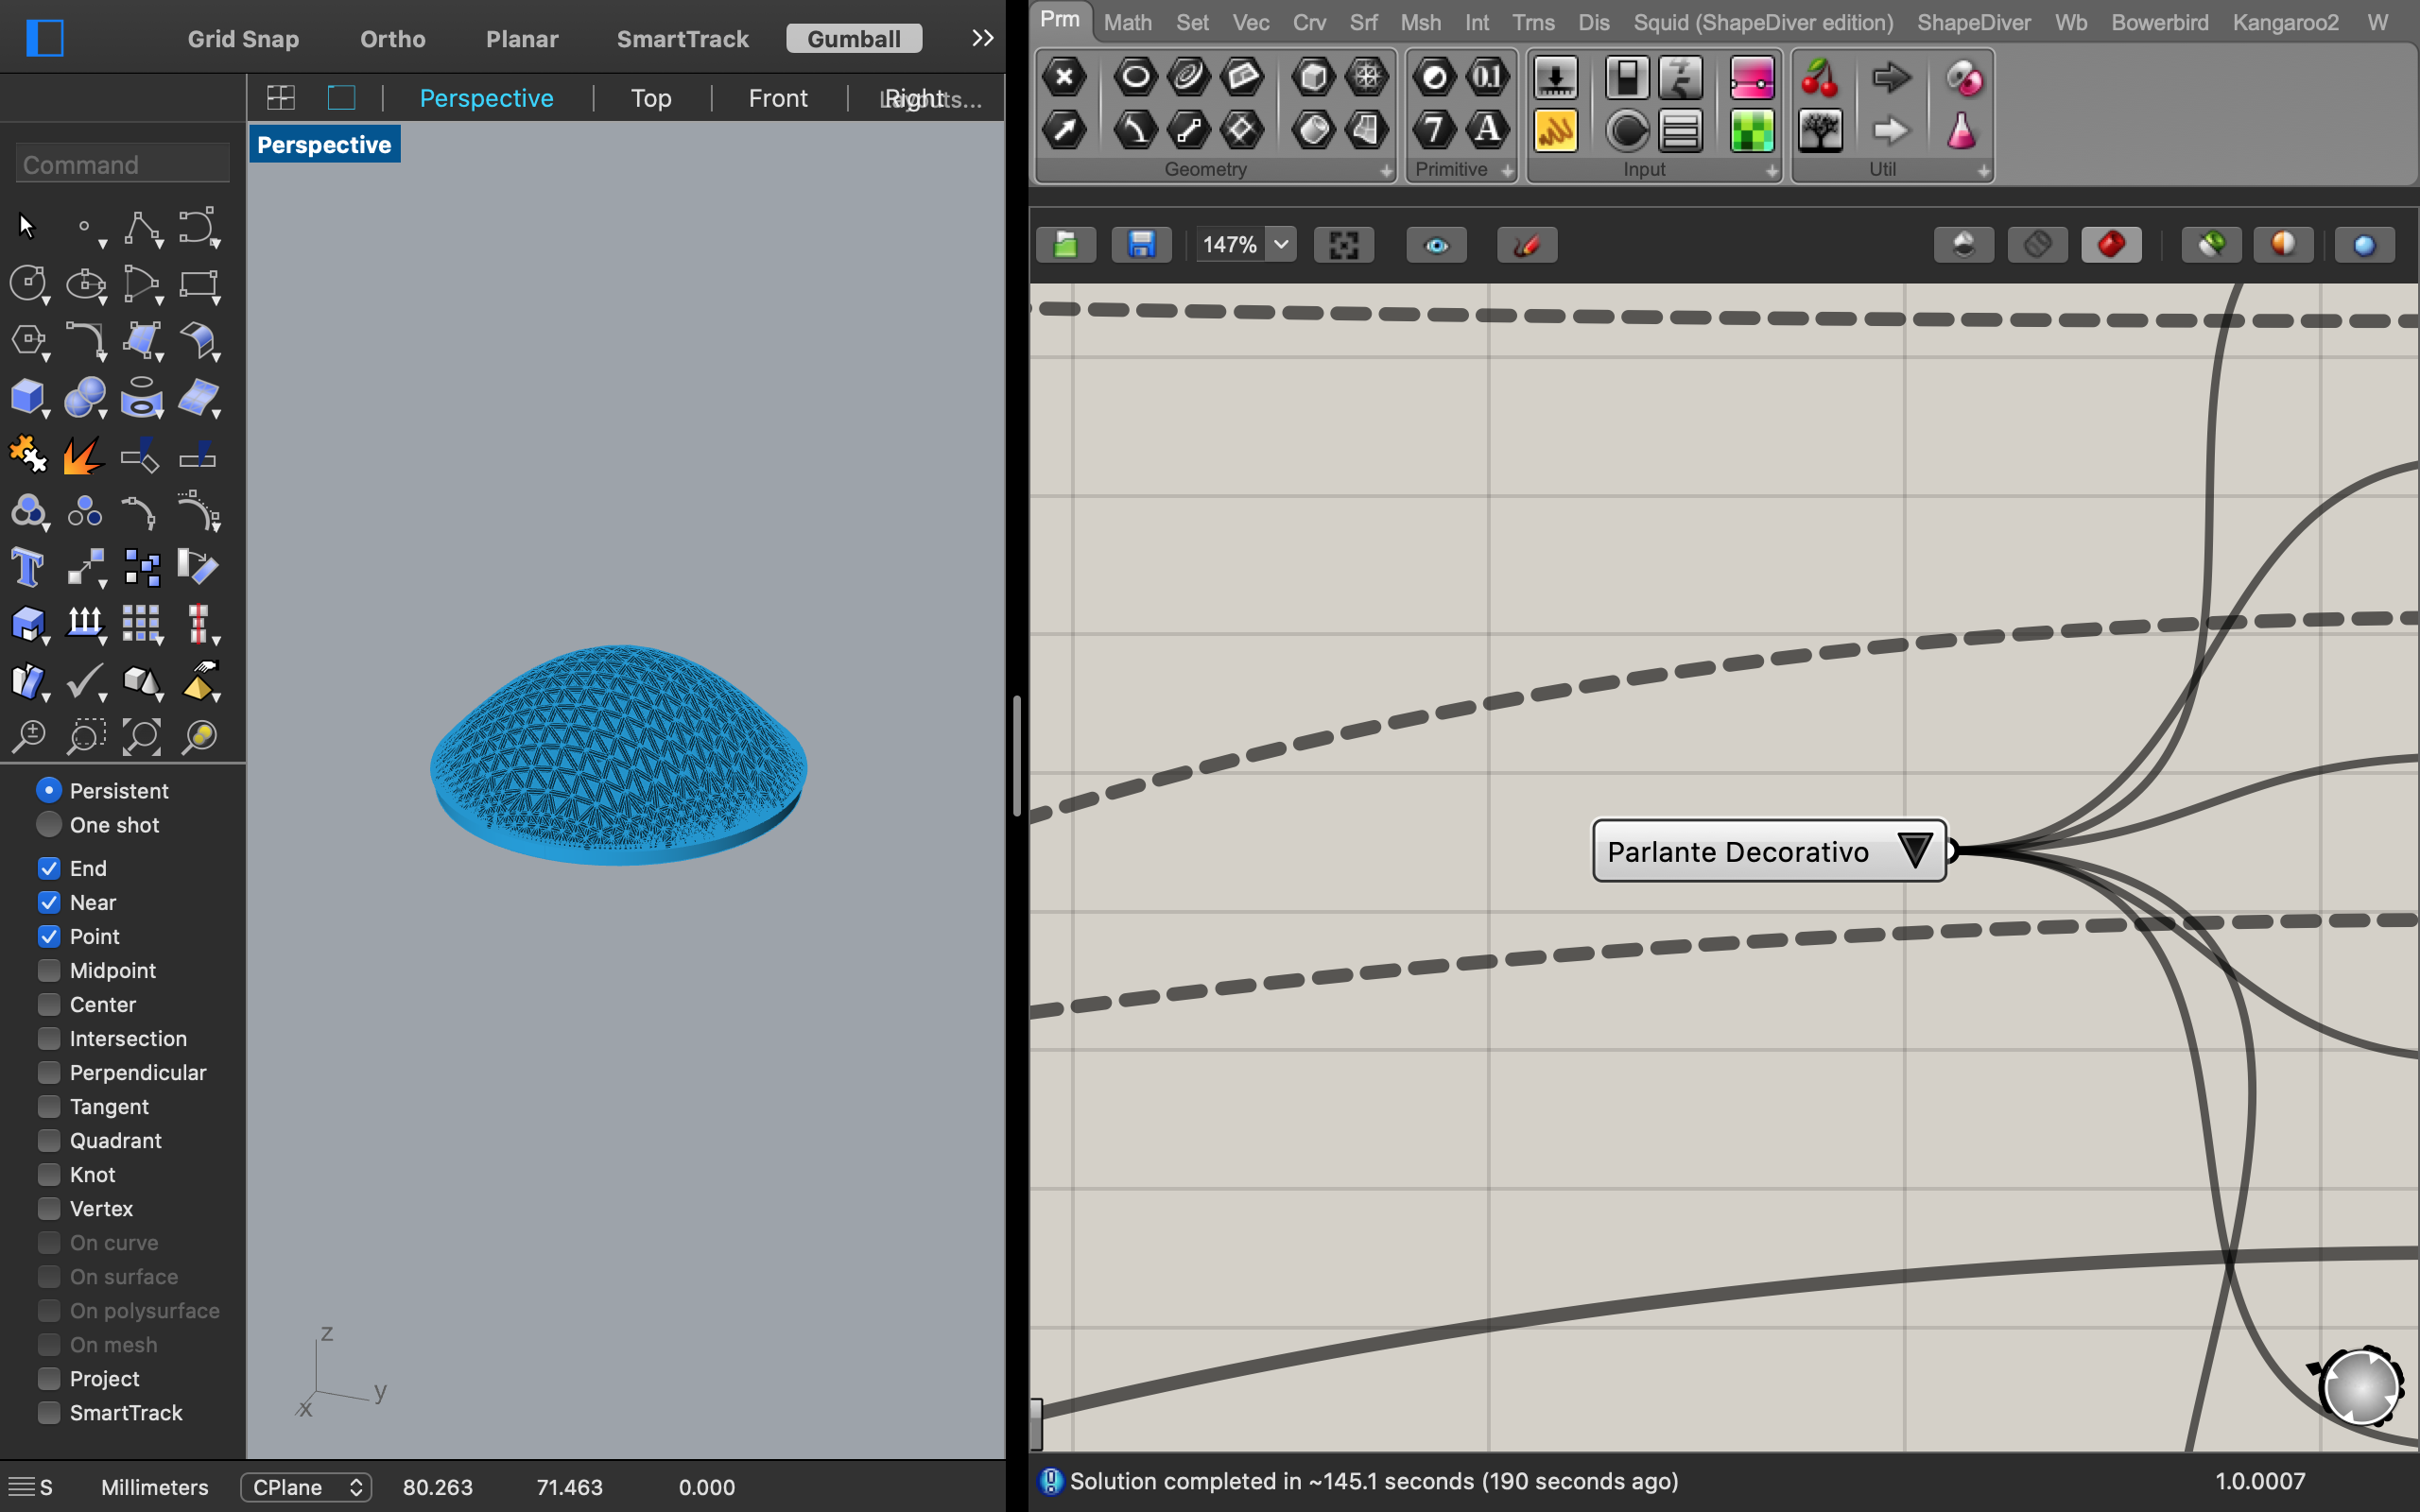 Grid Snap Ortho Planar SmartTrack Gumball
Perspective Top Front Right
Perspective
Command
Persistent
One shot
End
Near
Point
Midpoint
Center
Intersection
Perpendicular
Tangent
Quadrant
Knot
Vertex
On curve
On surface
On polysurface
On mesh
Project
SmartTrack
z
y
x
S Millimeters CPlane 80.263 71.463 0.000
Prm Math Set Vec Crv Srf Msh Int Trns Dis Squid (ShapeDiver edition) ShapeDiver Wb Bowerbird Kangaroo2 W
0.1
7 A
Geometry Primitive Input Util
147%
Parlante Decorativo
Solution completed in ~145.1 seconds (190 seconds ago)
1.0.0007